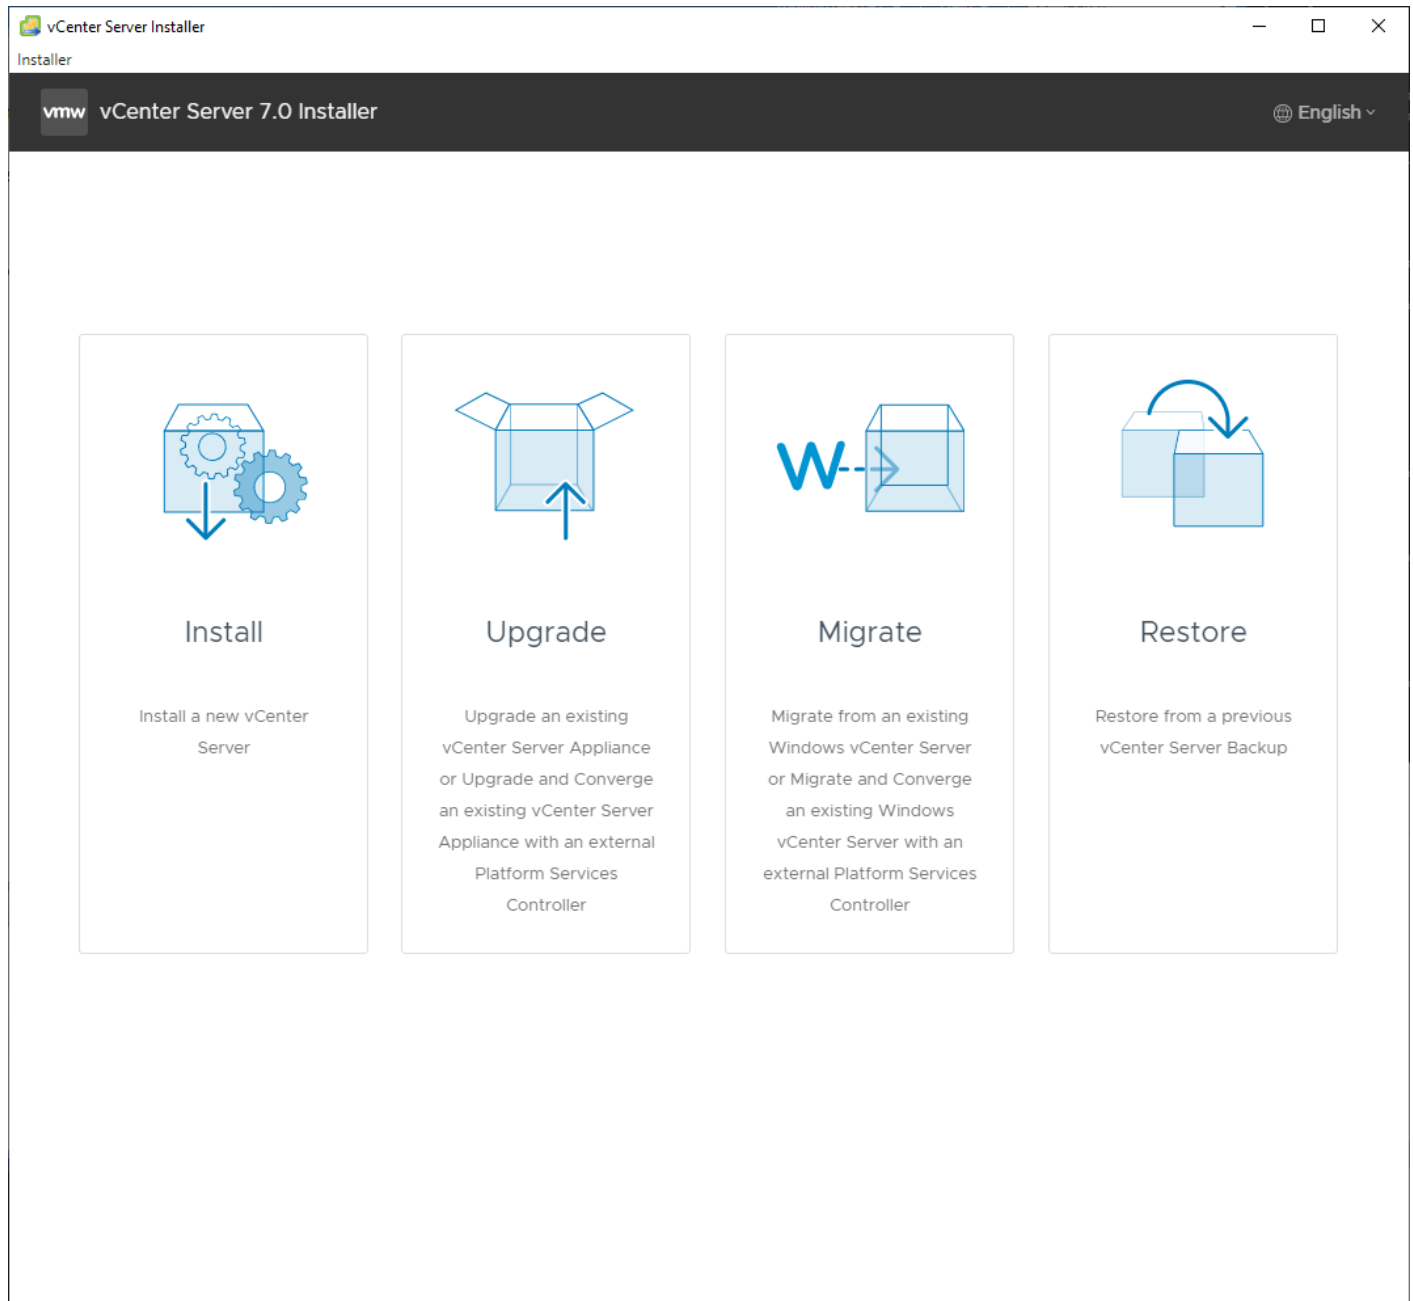 vCenter Server Installer
Installer
vmw vCenter Server 7.0 Installer
English
Install
Install a new vCenter
Server
Upgrade
Upgrade an existing
vCenter Server Appliance
or Upgrade and Converge
an existing vCenter Server
Appliance with an external
Platform Services
Controller
W
Migrate
Migrate from an existing
Windows vCenter Server
or Migrate and Converge
an existing Windows
vCenter Server with an
external Platform Services
Controller
Restore
Restore from a previous
vCenter Server Backup